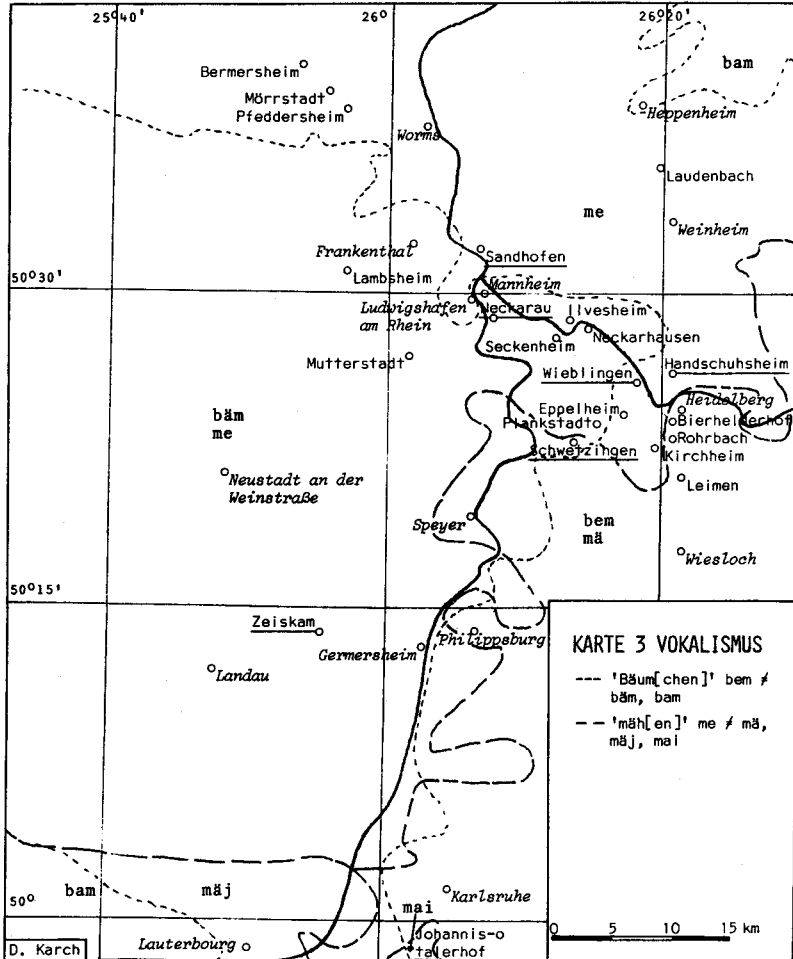 25°40'
26°
26°20'
bam
Bermersheim
Mörrstadt
Pfeddersheim
Heppenheim
Worms
Laudenbach
me
Weinheim
Frankenthal
Sandhofen
Lambsheim
50°30'
Mannheim
Ludwigshafen
am Rhein
Neckarau
Ilvesheim
Neckarhausen
Seckenheim
Mutterstadt
Handschuhsheim
Wieblingen
Heidelberg
Eppelheim
Bierhelderhof
Plankstadt
Rohrbach
Schwetzingen
Kirchheim
bäm
me
Neustadt an der
Weinstraße
Leimen
Speyer
bem
mä
Wiesloch
50°15'
Zeiskam
Philippsburg
Germersheim
Landau
KARTE 3 VOKALISMUS
--- 'Bäum[chen]' bem ≠
bäm, bam
— — 'mäh[en]' me ≠ mä,
mäj, mai
bam
mäj
mai
Karlsruhe
50°
Johannis-
talerhof
Lauterbourg
D. Karch
0 5 10 15 km